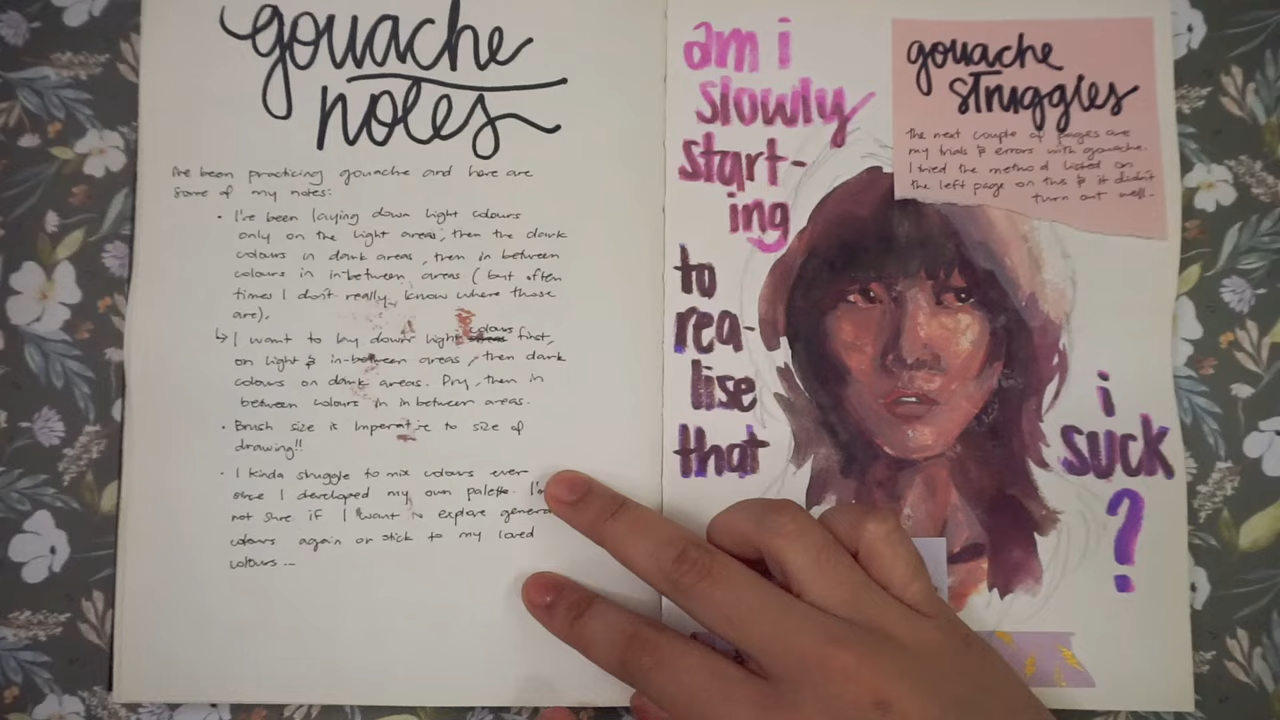 gouache
notes
I've been practicing gouache and here are
some of my notes:
• I've been laying down light colours
only on the light areas, then the dark
colours in dark areas, then in between
colours in in-between areas (but often
times I don't really know where those
are).
↳ I want to lay down light colours first,
on light & in-between areas, then dark
colours on dark areas. Dry, then in
between colours in in between areas.
• Brush size is imperative to size of
drawing!!
• I kinda struggle to mix colours ever
since I developed my own palette. I'm
not sure if I want to explore general
colours again or stick to my loved
colours...
am i
slowly
start-
ing
to
rea-
lise
that
i
suck
?
gouache
struggles
the next couple of pages are
my trials & errors with gouache.
I tried the method listed on
the left page on this & it didn't
turn out well.